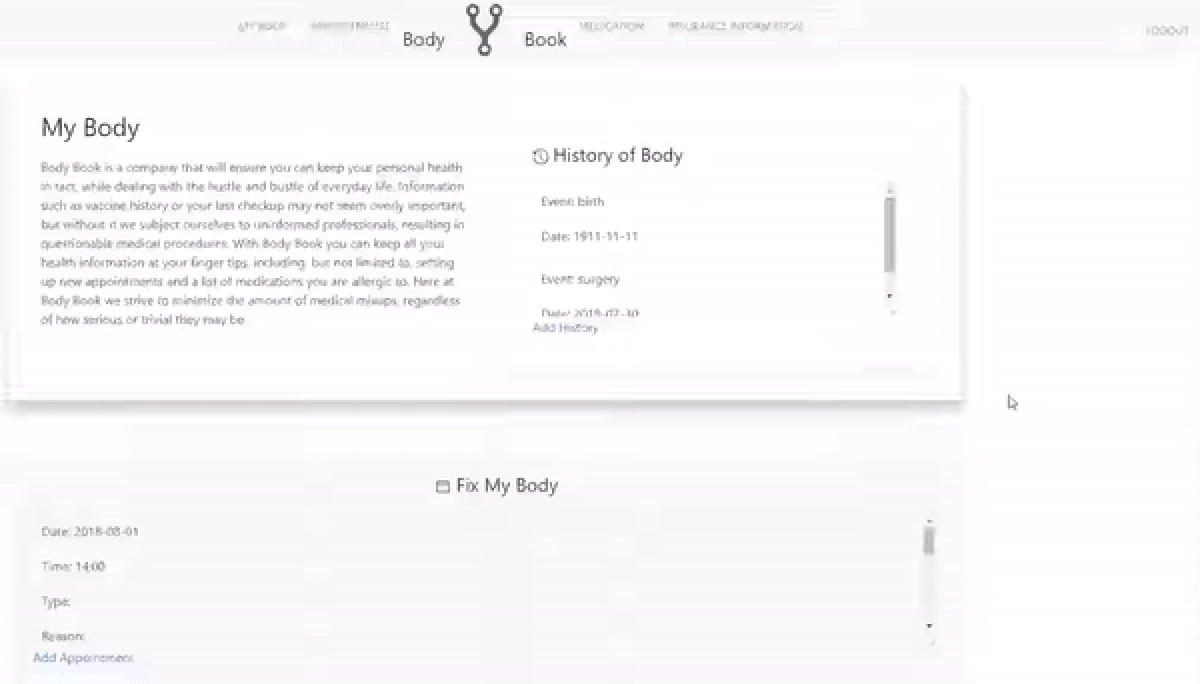 MY BODY
APPOINTMENTS
Body
Book
MEDICATION
INSURANCE INFORMATION
LOGOUT
My Body
Body Book is a company that will ensure you can keep your personal health
in tact, while dealing with the hustle and bustle of everyday life. Information
such as vaccine history or your last checkup may not seem overly important,
but without it we subject ourselves to uninformed professionals, resulting in
questionable medical procedures. With Body Book you can keep all your
health information at your finger tips, including, but not limited to, setting
up new appointments and a list of medications you are allergic to. Here at
Body Book we strive to minimize the amount of medical mixups, regardless
of how serious or trivial they may be
History of Body
Event: birth
Date: 1911-11-11
Event: surgery
Date: 2018-07-30
Add History
Fix My Body
Date: 2018-08-01
Time: 14:00
Type:
Reason:
Add Appointment